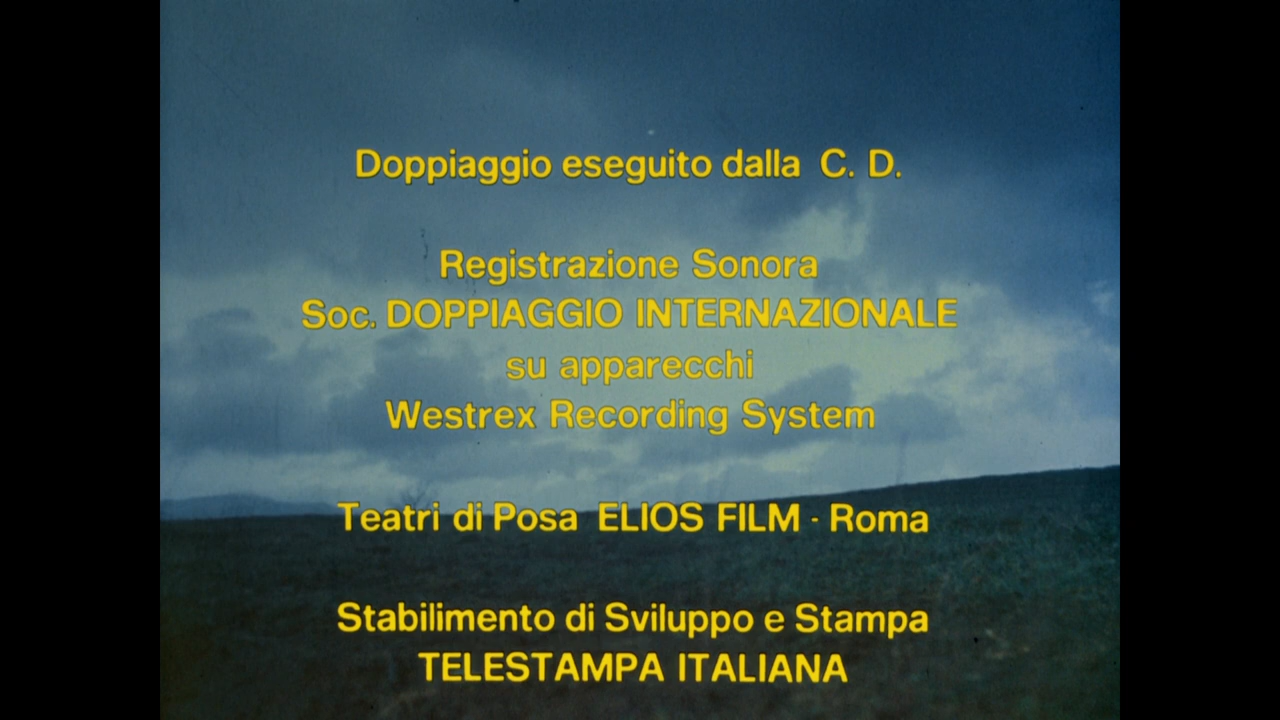 Doppiaggio eseguito dalla C. D.
Registrazione Sonora
Soc. DOPPIAGGIO INTERNAZIONALE
su apparecchi
Westrex Recording System
Teatri di Posa ELIOS FILM - Roma
Stabilimento di Sviluppo e Stampa
TELESTAMPA ITALIANA